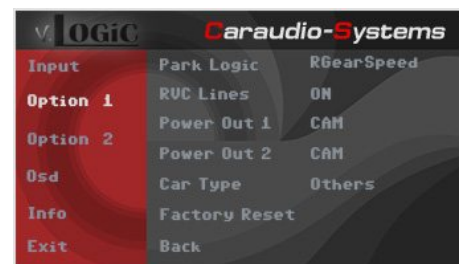 v.LOGiC Caraudio-Systems
Input Park Logic RGearSpeed
Option 1 RVC Lines ON
Power Out 1 CAM
Option 2
Power Out 2 CAM
Osd Car Type Others
Info Factory Reset
Exit Back